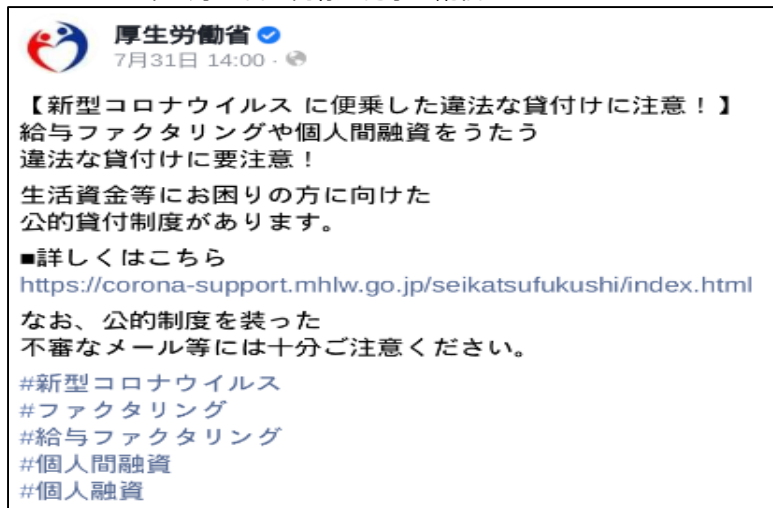 厚生労働省
7月31日 14:00 ·
【新型コロナウイルス に便乗した違法な貸付けに注意！】
給与ファクタリングや個人間融資をうたう
違法な貸付けに要注意！
生活資金等にお困りの方に向けた
公的貸付制度があります。
■詳しくはこちら
https://corona-support.mhlw.go.jp/seikatsufukushi/index.html
なお、公的制度を装った
不審なメール等には十分ご注意ください。
#新型コロナウイルス
#ファクタリング
#給与ファクタリング
#個人間融資
#個人融資